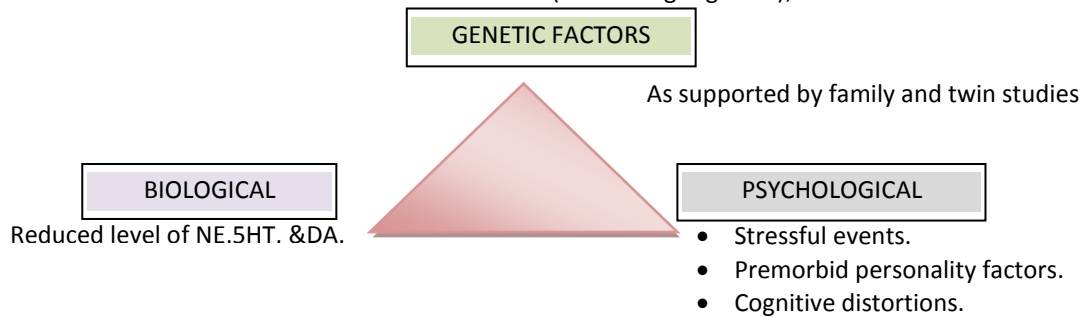 GENETIC FACTORS
As supported by family and twin studies
BIOLOGICAL
Reduced level of NE.5HT. &DA.
PSYCHOLOGICAL
• Stressful events.
• Premorbid personality factors.
• Cognitive distortions.